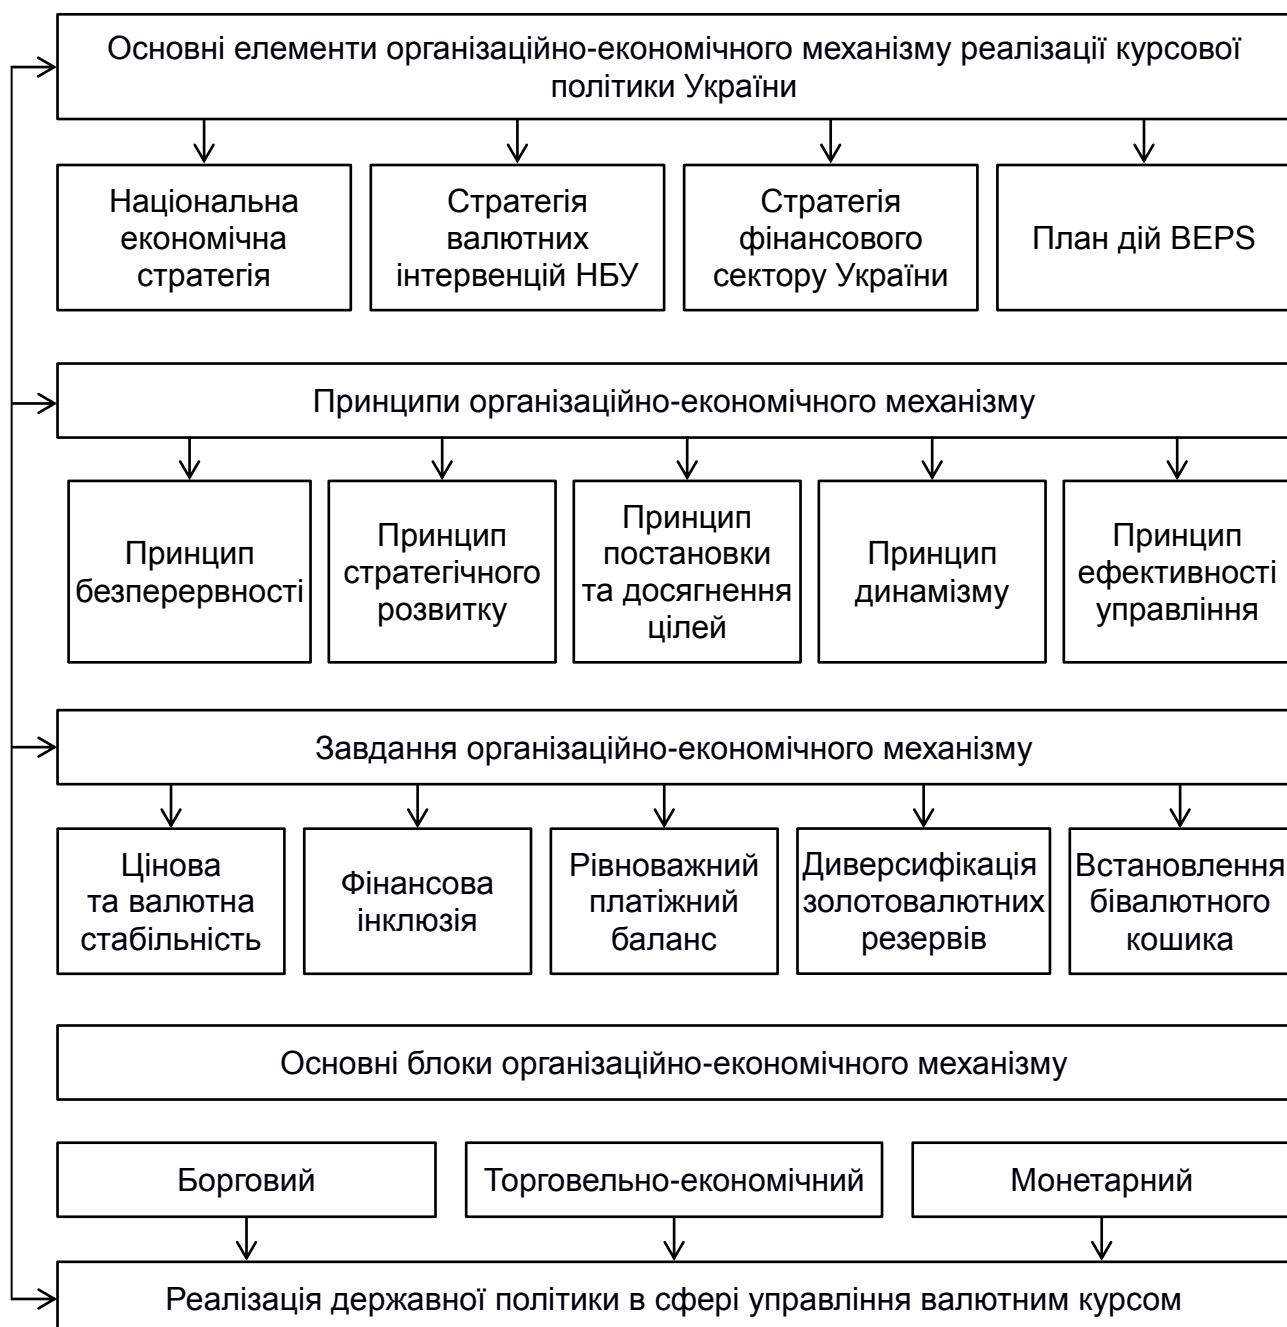 Основні елементи організаційно-економічного механізму реалізації курсової
політики України
Національна
економічна
стратегія
Стратегія
валютних
інтервенцій НБУ
Стратегія
фінансового
сектору України
План дій BEPS
Принципи організаційно-економічного механізму
Принцип
безперервності
Принцип
стратегічного
розвитку
Принцип
постановки
та досягнення
цілей
Принцип
динамізму
Принцип
ефективності
управління
Завдання організаційно-економічного механізму
Цінова
та валютна
стабільність
Фінансова
інклюзія
Рівноважний
платіжний
баланс
Диверсифікація
золотовалютних
резервів
Встановлення
бівалютного
кошика
Основні блоки організаційно-економічного механізму
Борговий
Торговельно-економічний
Монетарний
Реалізація державної політики в сфері управління валютним курсом